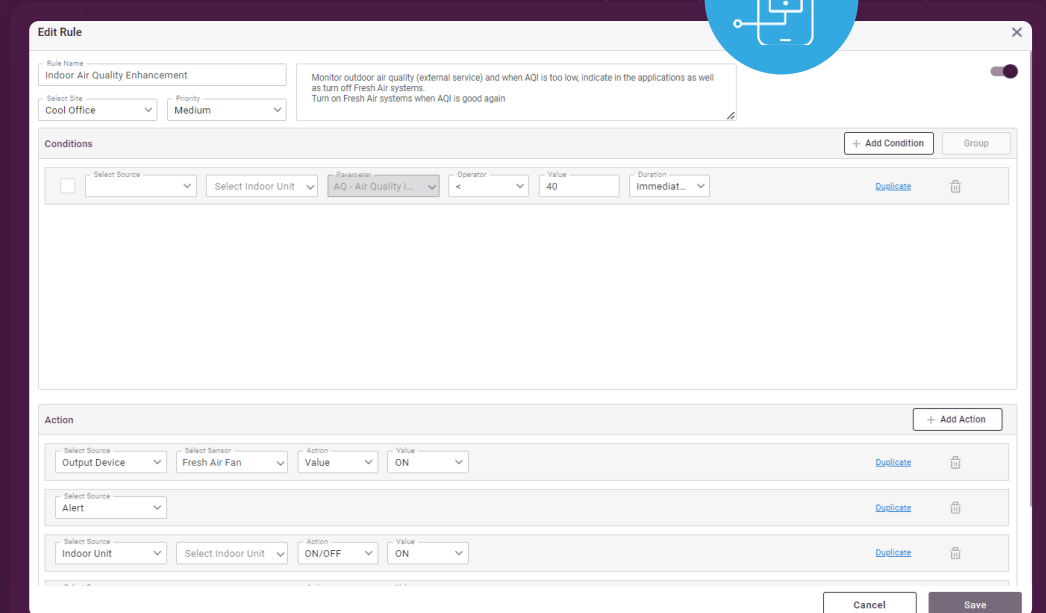 Edit Rule
Rule Name
Indoor Air Quality Enhancement
Select Site
Cool Office
Priority
Medium
Monitor outdoor air quality (external service) and when AQI is too low, indicate in the applications as well
as turn off Fresh Air systems.
Turn on Fresh Air systems when AQI is good again
Conditions
+ Add Condition
Group
Select Source
Select Indoor Unit
Parameter
AQ - Air Quality I...
Operator
<
Value
40
Duration
Immediat...
Duplicate
Action
+ Add Action
Select Source
Output Device
Select Sensor
Fresh Air Fan
Action
Value
Value
ON
Duplicate
Select Source
Alert
Duplicate
Select Source
Indoor Unit
Select Indoor Unit
Action
ON/OFF
Value
ON
Duplicate
Cancel
Save